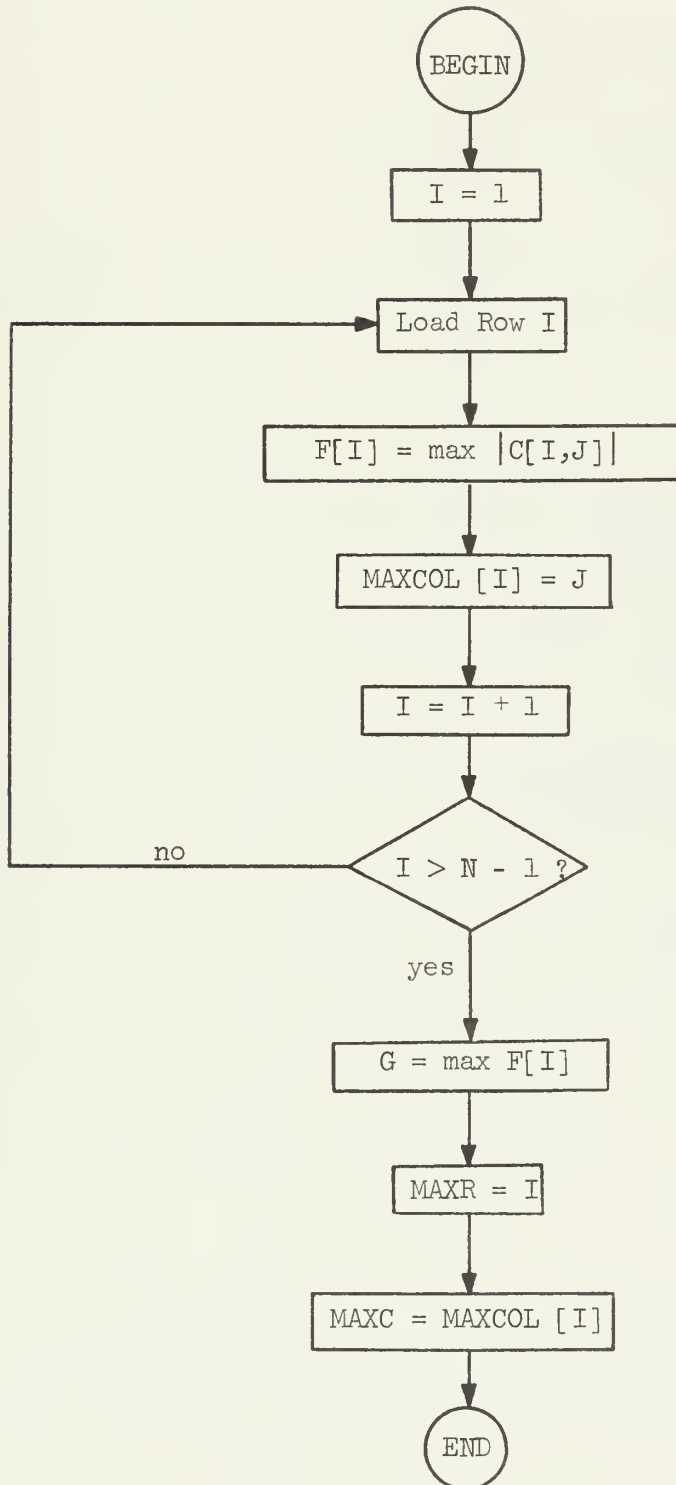 BEGIN
I = 1
Load Row I
F[I] = max |C[I,J]|
MAXCOL [I] = J
I = I + 1
I > N - 1 ?
no
yes
G = max F[I]
MAXR = I
MAXC = MAXCOL [I]
END